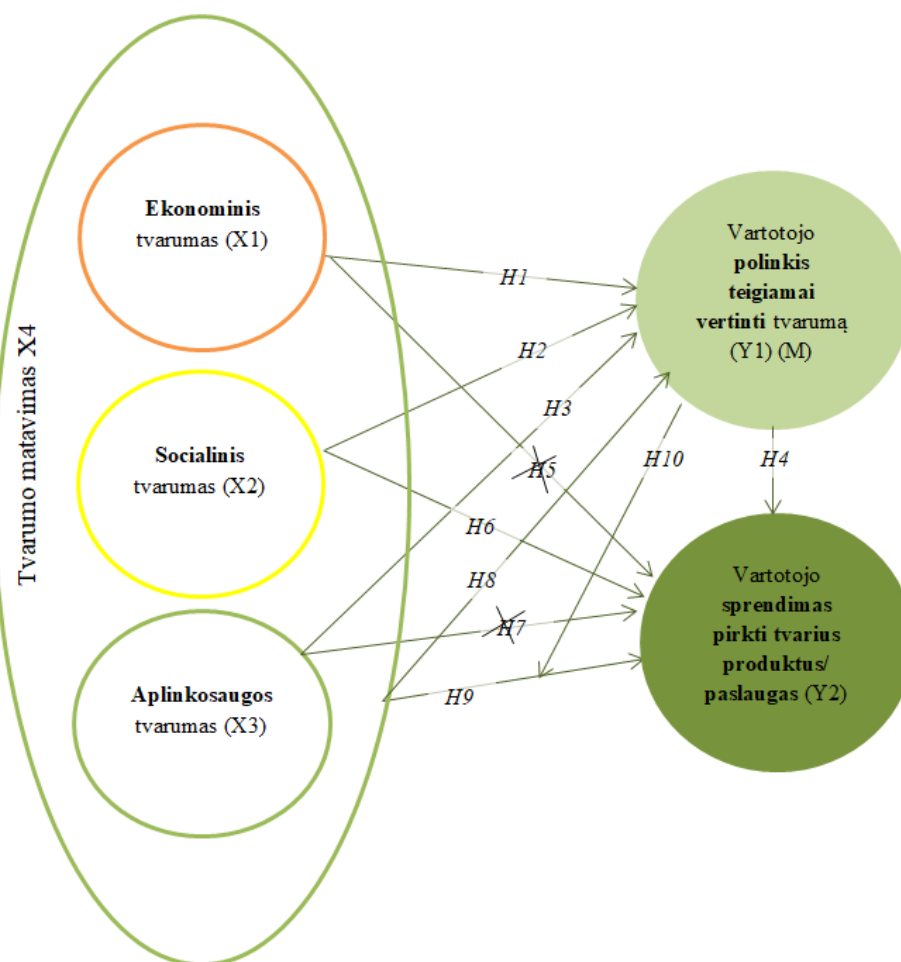 Tvarumo matavimas X4
Ekonominis
tvarumas (X1)
Socialinis
tvarumas (X2)
Aplinkosaugos
tvarumas (X3)
H1
H2
H3
H5
H6
H8
H7
H9
H10
H4
Vartotojo
polinkis
teigiamai
vertinti tvarumą
(Y1) (M)
Vartotojo
sprendimas
pirkti tvarius
produktus/
paslaugas (Y2)